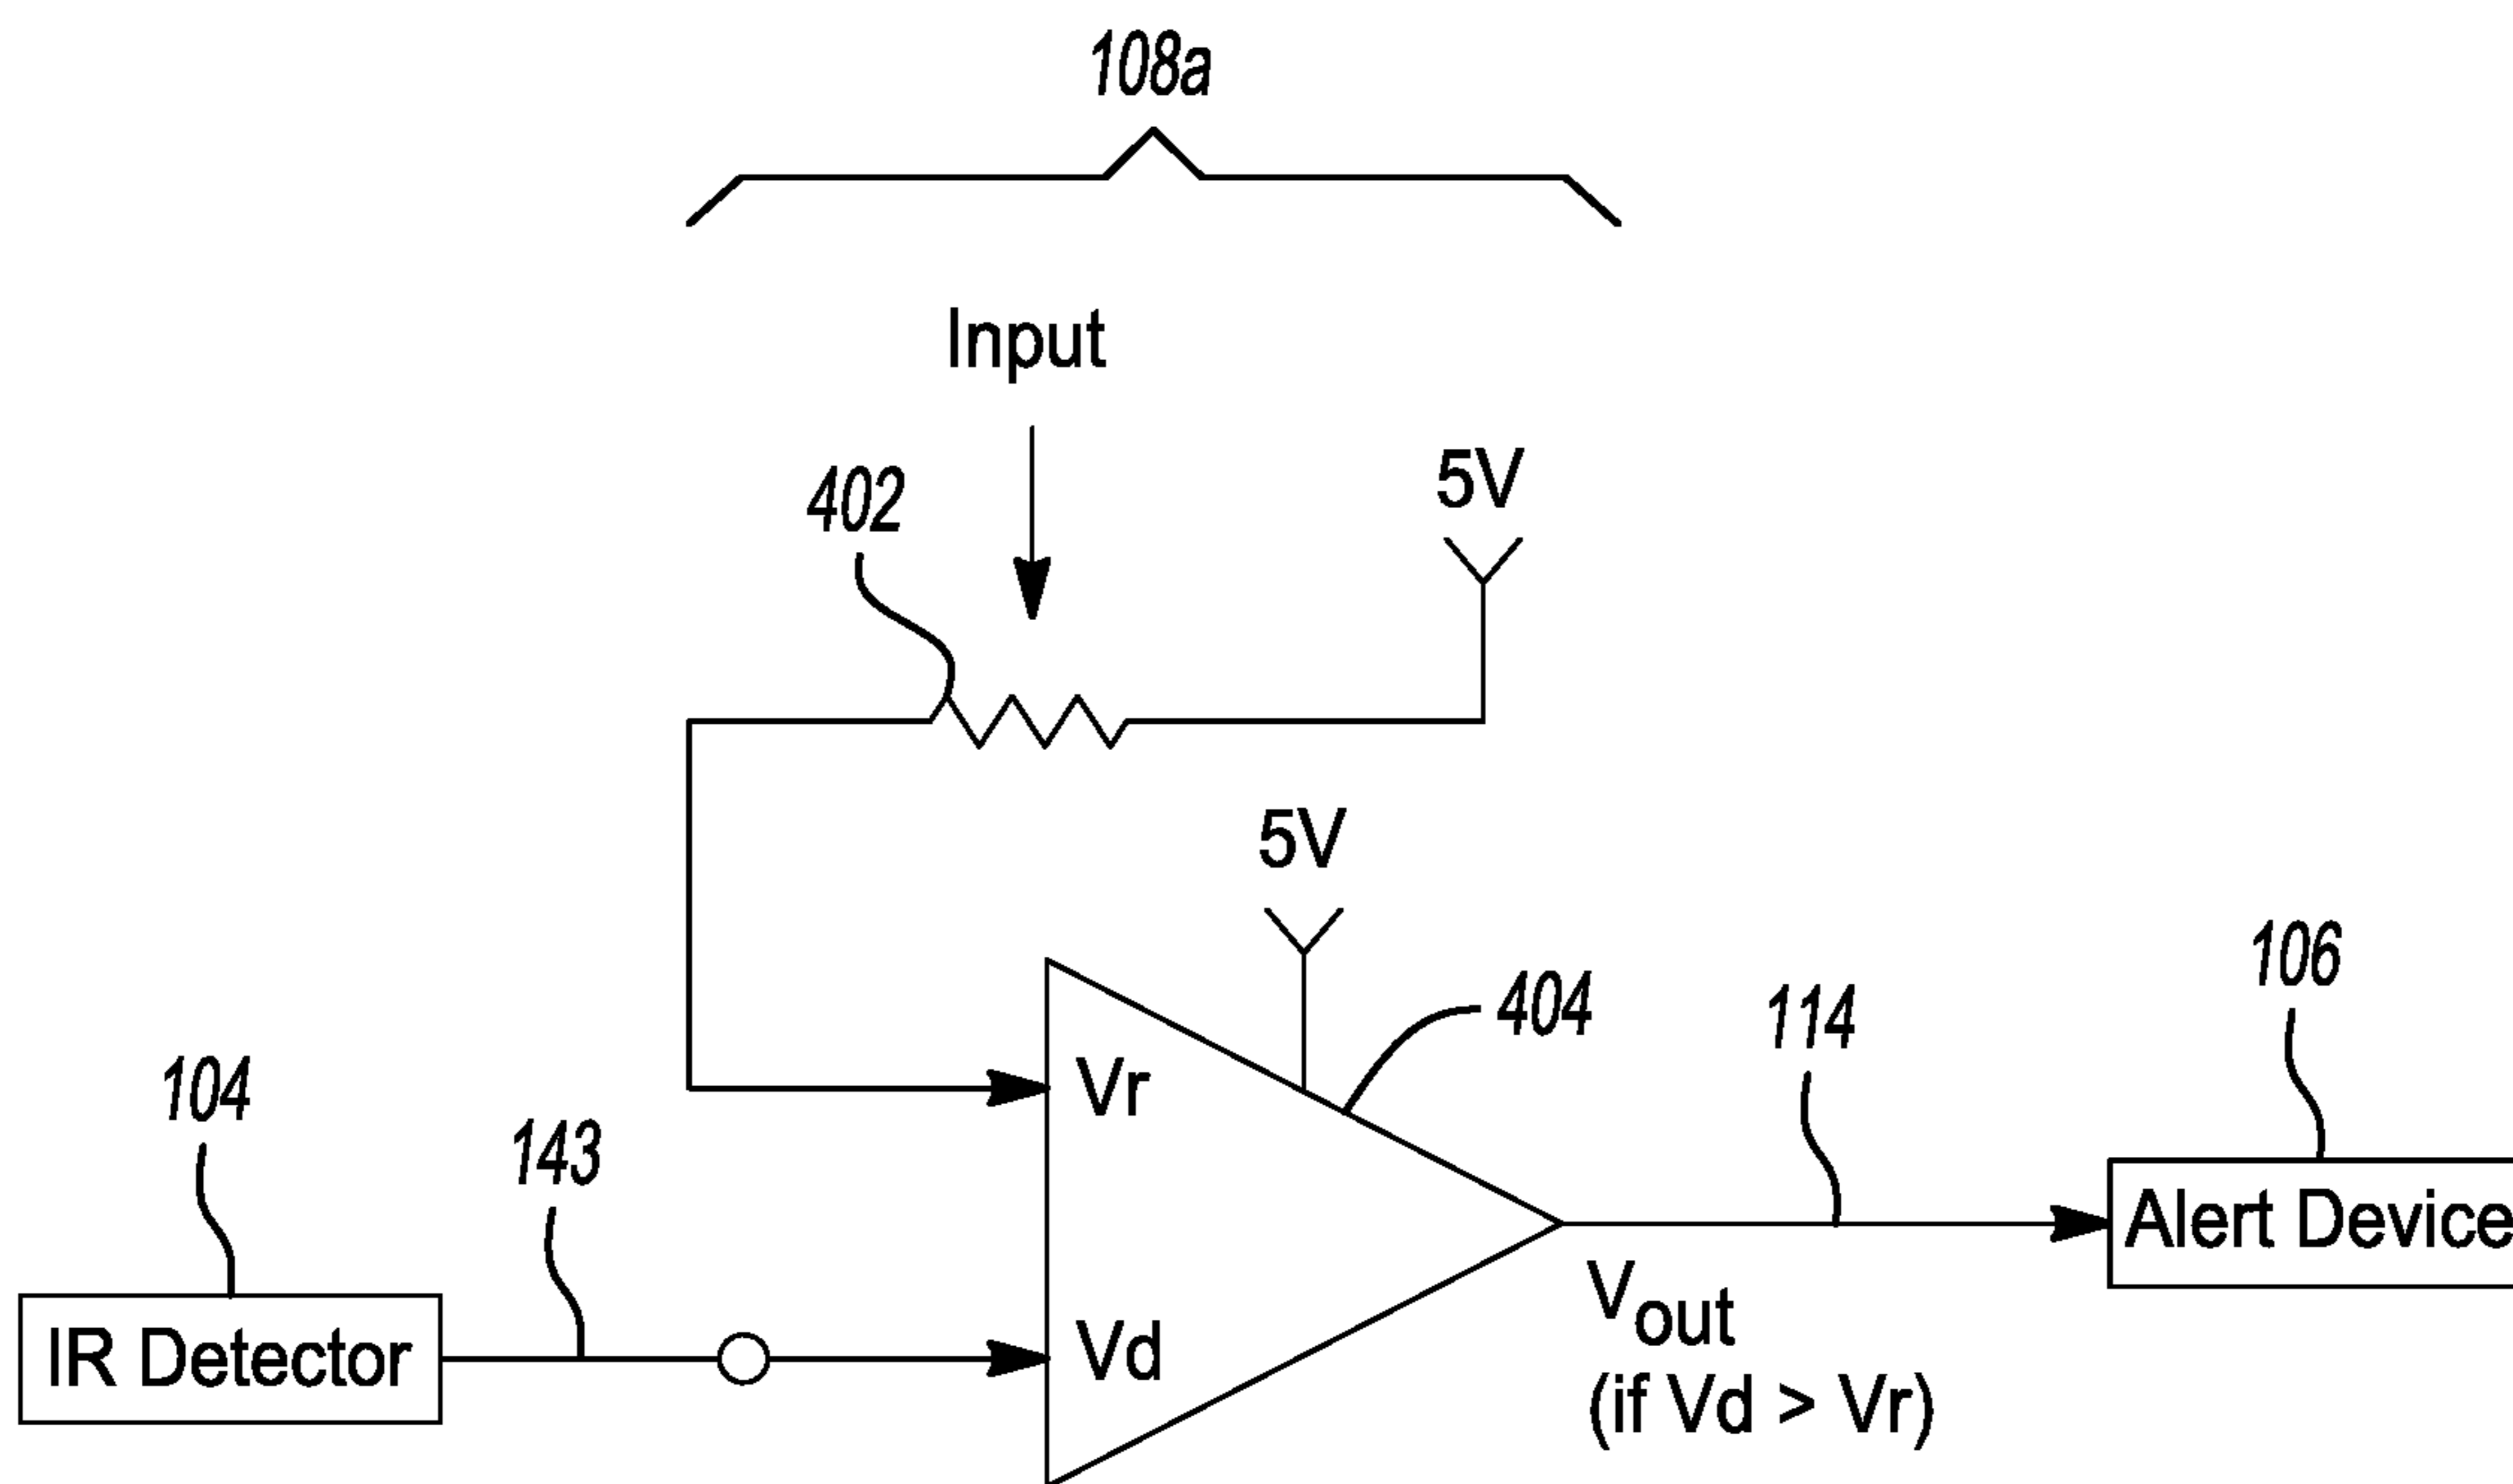 108a
Input
402
5V
5V
404
106
114
104
143
Vr
Alert Device
IR Detector
Vd
Vout
(if Vd > Vr)